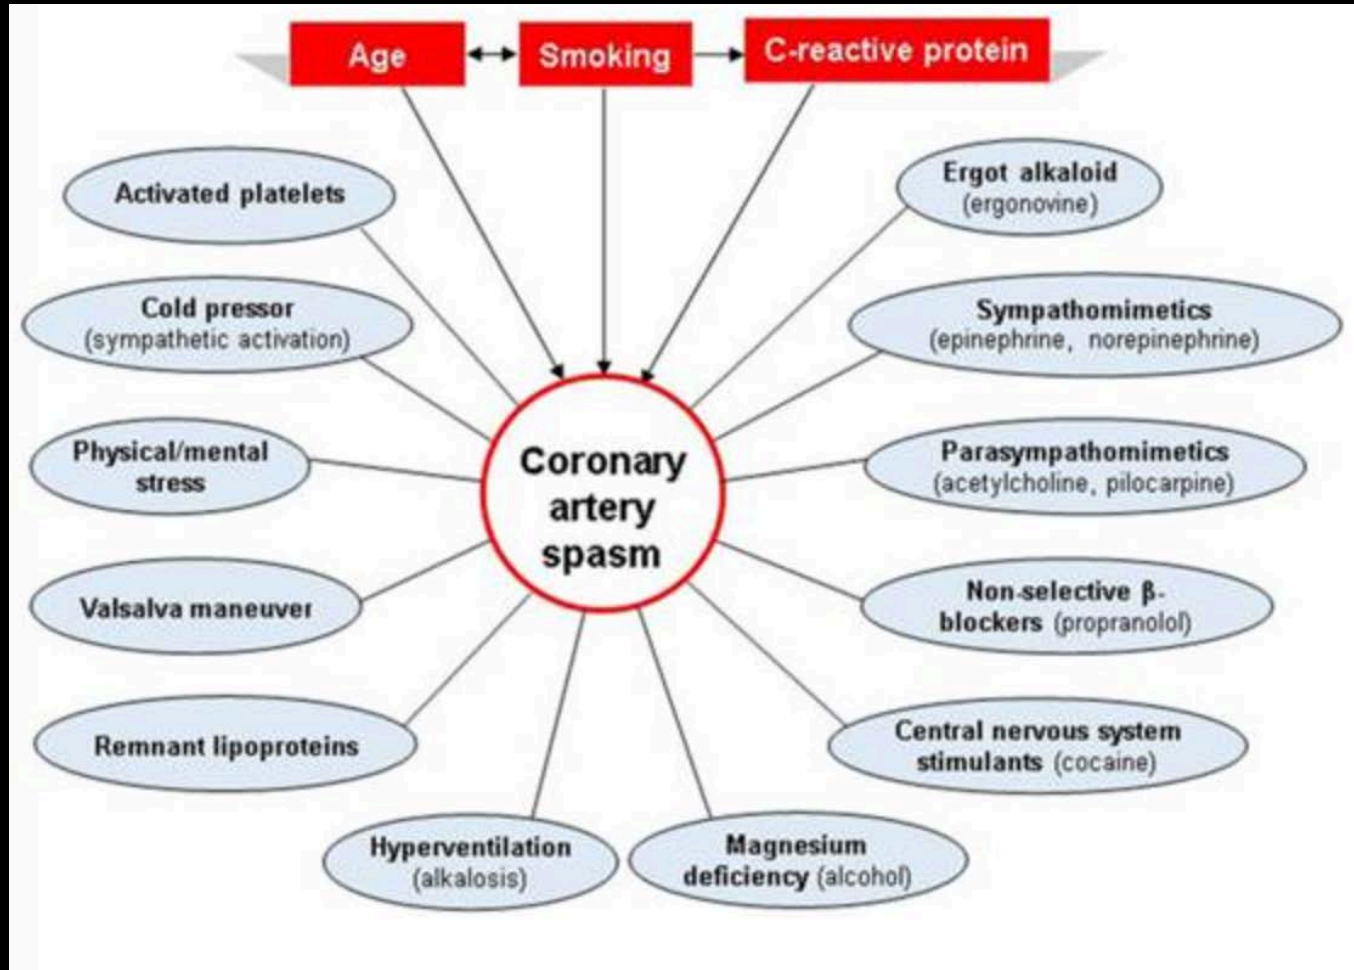 Age
Smoking
C-reactive protein
Activated platelets
Ergot alkaloid
(ergonovine)
Cold pressor
(sympathetic activation)
Sympathomimetics
(epinephrine, norepinephrine)
Physical/mental
stress
Coronary
artery
spasm
Parasympathomimetics
(acetylcholine, pilocarpine)
Valsalva maneuver
Non-selective β-
blockers (propranolol)
Remnant lipoproteins
Central nervous system
stimulants (cocaine)
Hyperventilation
(alkalosis)
Magnesium
deficiency (alcohol)